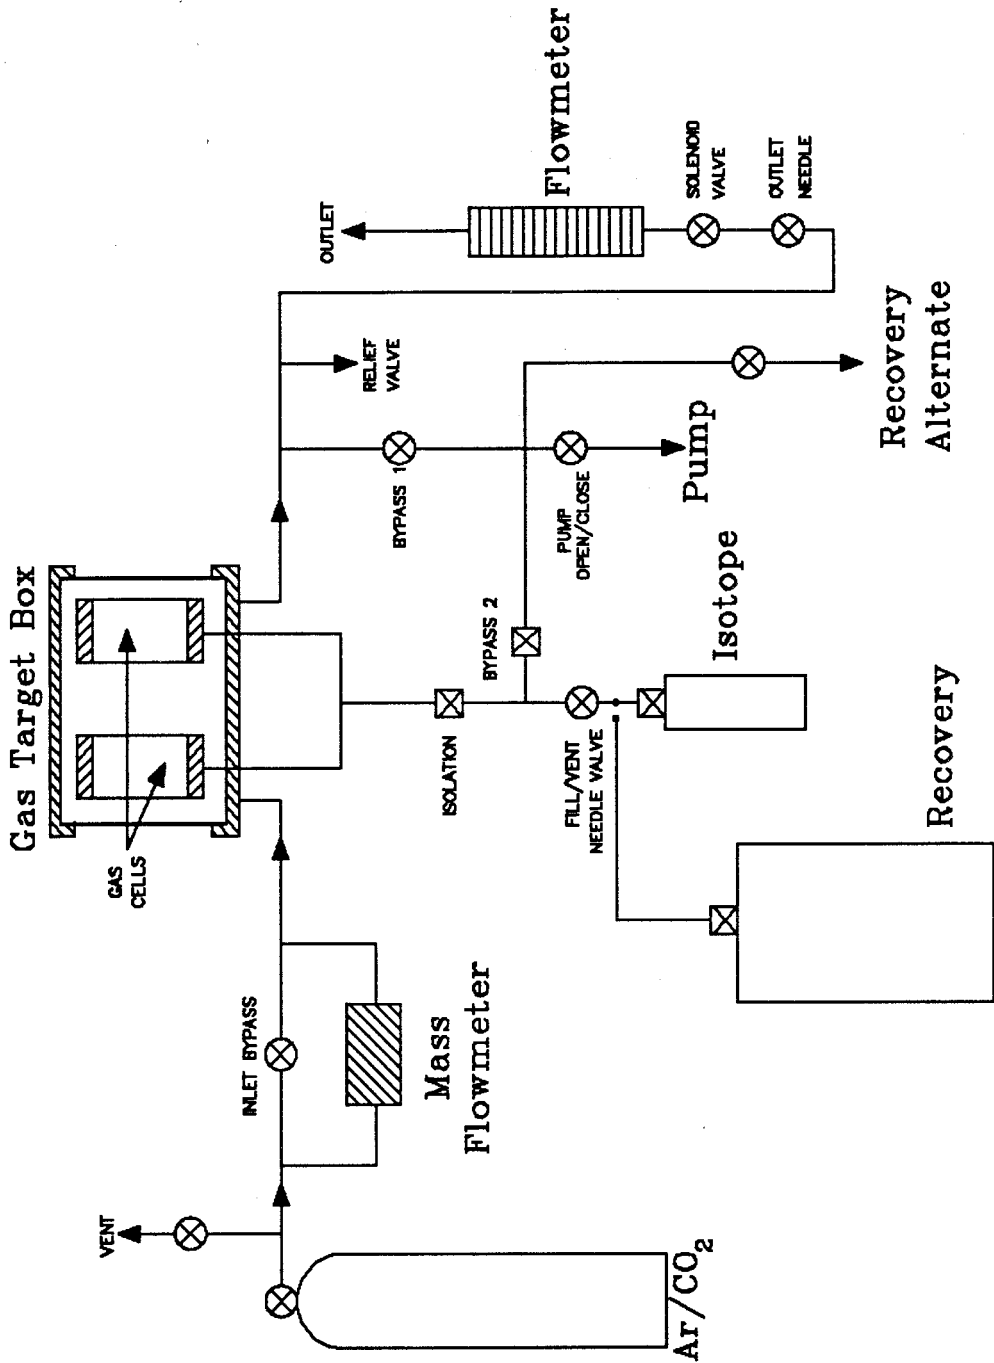 Gas Target Box
GAS
CELLS
VENT
INLET BYPASS
Mass
Flowmeter
Ar/CO₂
ISOLATION
BYPASS 2
FILL/VENT
NEEDLE VALVE
Isotope
Recovery
BYPASS 1
PUMP
OPEN/CLOSE
Pump
RELIEF
VALVE
Recovery
Alternate
OUTLET
Flowmeter
SOLENOID
VALVE
OUTLET
NEEDLE